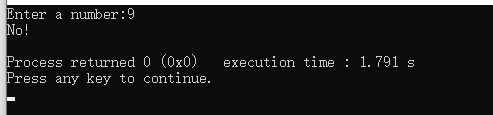 Enter a number:9
No!
Process returned 0 (0x0)   execution time : 1.791 s
Press any key to continue.